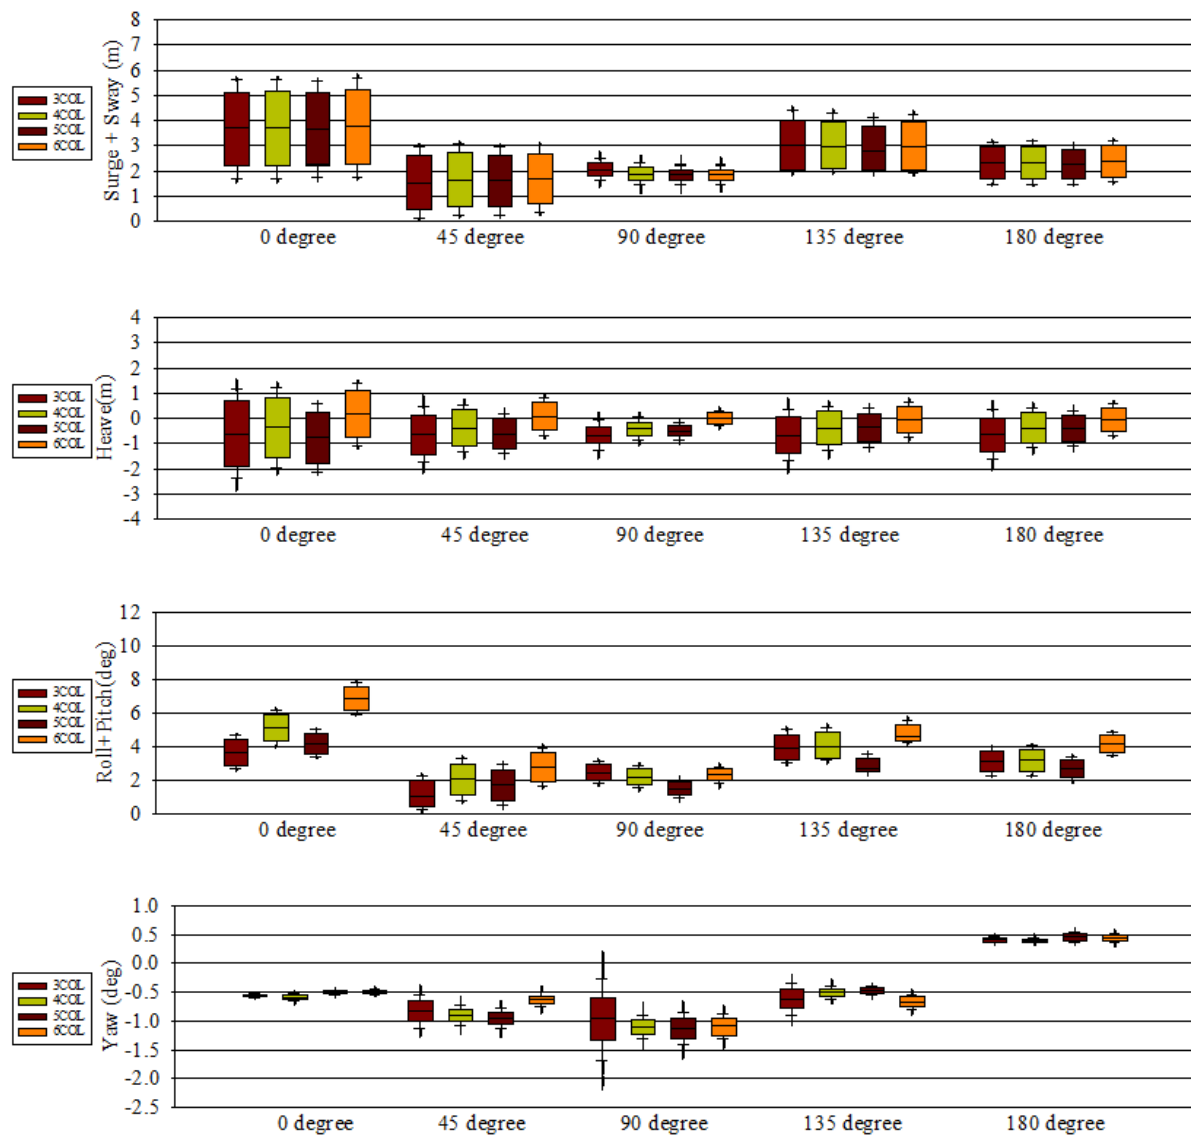 Surge + Sway (m)
8
7
6
5
4
3
2
1
0
3COL
4COL
5COL
6COL
0 degree 45 degree 90 degree 135 degree 180 degree
Heave(m)
4
3
2
1
0
-1
-2
-3
-4
3COL
4COL
5COL
6COL
0 degree 45 degree 90 degree 135 degree 180 degree
Roll+Pitch(deg)
12
10
8
6
4
2
0
3COL
4COL
5COL
6COL
0 degree 45 degree 90 degree 135 degree 180 degree
Yaw (deg)
1.0
0.5
0.0
-0.5
-1.0
-1.5
-2.0
-2.5
3COL
4COL
5COL
6COL
0 degree 45 degree 90 degree 135 degree 180 degree